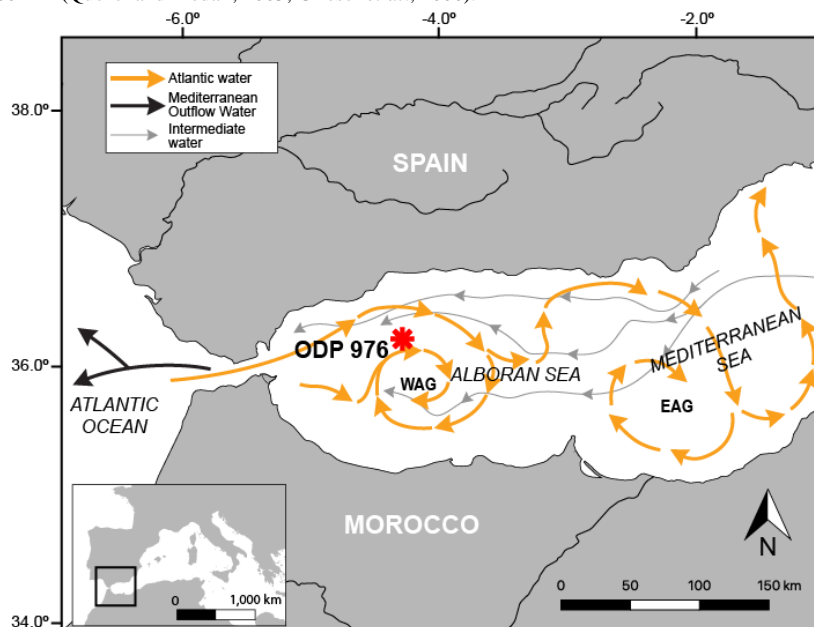 -6.0º
-4.0º
-2.0º
Atlantic water
Mediterranean
Outflow Water
Intermediate
water
38.0º
SPAIN
ODP 976
MEDITERRANEAN
SEA
36.0º
WAG
ALBORAN SEA
ATLANTIC
OCEAN
EAG
MOROCCO
N
0
1,000 km
0
50
100
150 km
34.0º